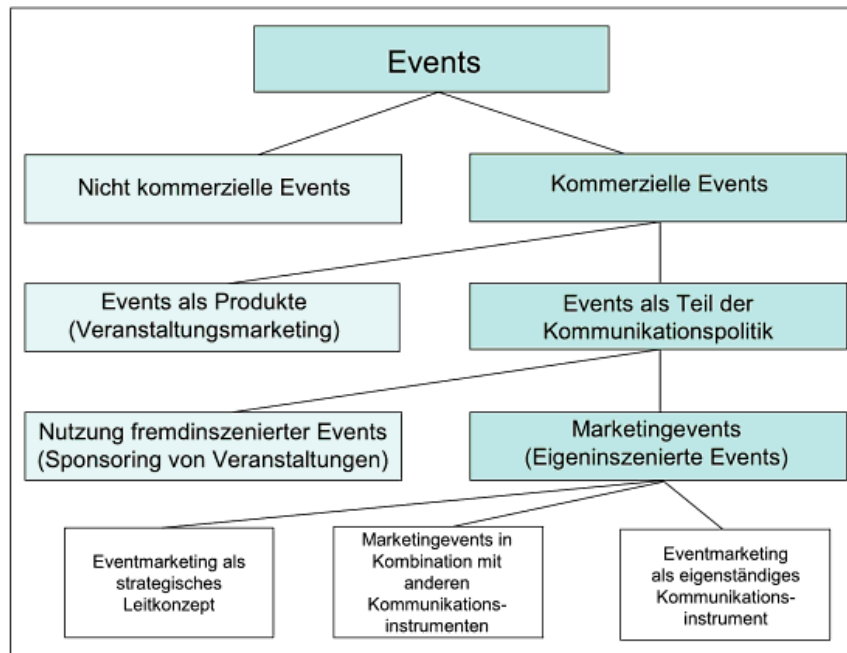 Events
Nicht kommerzielle Events
Kommerzielle Events
Events als Produkte
(Veranstaltungsmarketing)
Events als Teil der
Kommunikationspolitik
Nutzung fremdinszenierter Events
(Sponsoring von Veranstaltungen)
Marketingevents
(Eigeninszenierte Events)
Eventmarketing als
strategisches
Leitkonzept
Marketingevents in
Kombination mit
anderen
Kommunikations-
instrumenten
Eventmarketing
als eigenständiges
Kommunikations-
instrument